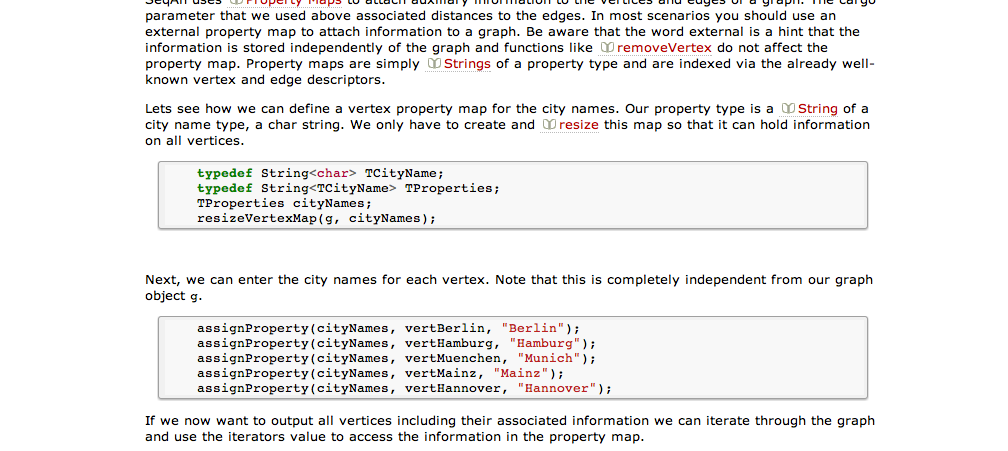 SeqAn uses Property Maps to attach auxiliary information to the vertices and edges of a graph. The cargo
parameter that we used above associated distances to the edges. In most scenarios you should use an
external property map to attach information to a graph. Be aware that the word external is a hint that the
information is stored independently of the graph and functions like removeVertex do not affect the
property map. Property maps are simply Strings of a property type and are indexed via the already well-
known vertex and edge descriptors.
Lets see how we can define a vertex property map for the city names. Our property type is a String of a
city name type, a char string. We only have to create and resize this map so that it can hold information
on all vertices.
typedef String<char> TCityName;
typedef String<TCityName> TProperties;
TProperties cityNames;
resizeVertexMap(g, cityNames);
Next, we can enter the city names for each vertex. Note that this is completely independent from our graph
object g.
assignProperty(cityNames, vertBerlin, "Berlin");
assignProperty(cityNames, vertHamburg, "Hamburg");
assignProperty(cityNames, vertMuenchen, "Munich");
assignProperty(cityNames, vertMainz, "Mainz");
assignProperty(cityNames, vertHannover, "Hannover");
If we now want to output all vertices including their associated information we can iterate through the graph
and use the iterators value to access the information in the property map.